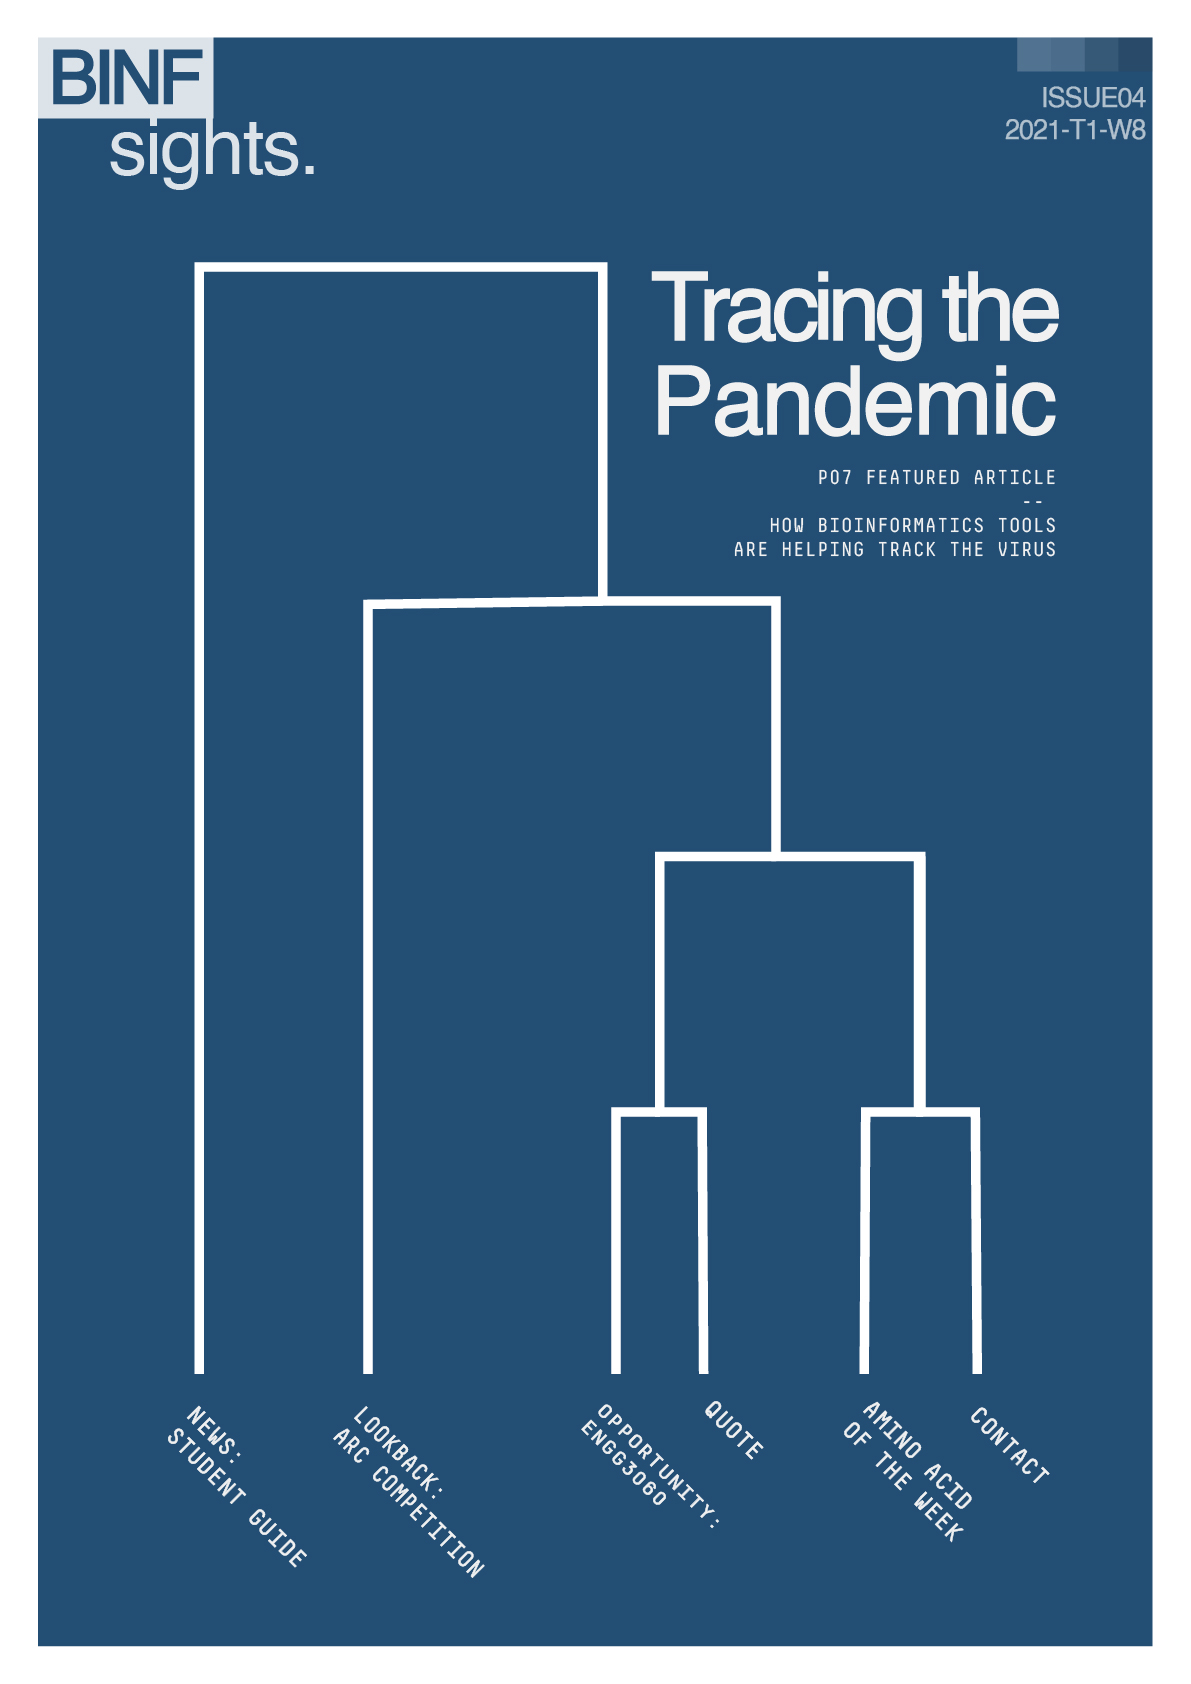 BINF
sights.
ISSUE04
2021-T1-W8
Tracing the
Pandemic
P07 FEATURED ARTICLE
--
HOW BIOINFORMATICS TOOLS
ARE HELPING TRACK THE VIRUS
NEWS:
STUDENT GUIDE
LOOKBACK:
ARC COMPETITION
OPPORTUNITY:
ENGG3060
QUOTE
AMINO ACID
OF THE WEEK
CONTACT